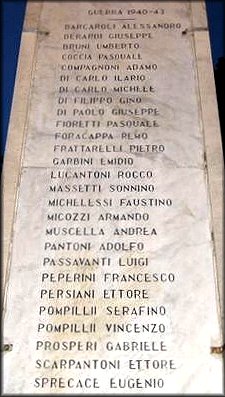 GUERRA 1940-43
BARCAROLI ALESSANDRO
BERARDI GIUSEPPE
BRUNI UMBERTO
COCCIA PASQUALE
COMPAGNONI ADAMO
DI CARLO ILARIO
DI CARLO MICHELE
DI FILIPPO GINO
DI PAOLO GIUSEPPE
FIORETTI PASQUALE
FORACAPPA REMO
FRATTARELLI PIETRO
GARBINI EMIDIO
LUCANTONI ROCCO
MASSETTI SONNINO
MICHELESSI FAUSTINO
MICOZZI ARMANDO
MUSCELLA ANDREA
PANTONI ADOLFO
PASSAVANTI LUIGI
PEPERINI FRANCESCO
PERSIANI ETTORE
POMPILII SERAFINO
POMPILII VINCENZO
PROSPERI GABRIELE
SCARPANTONI ETTORE
SPRECACE EUGENIO